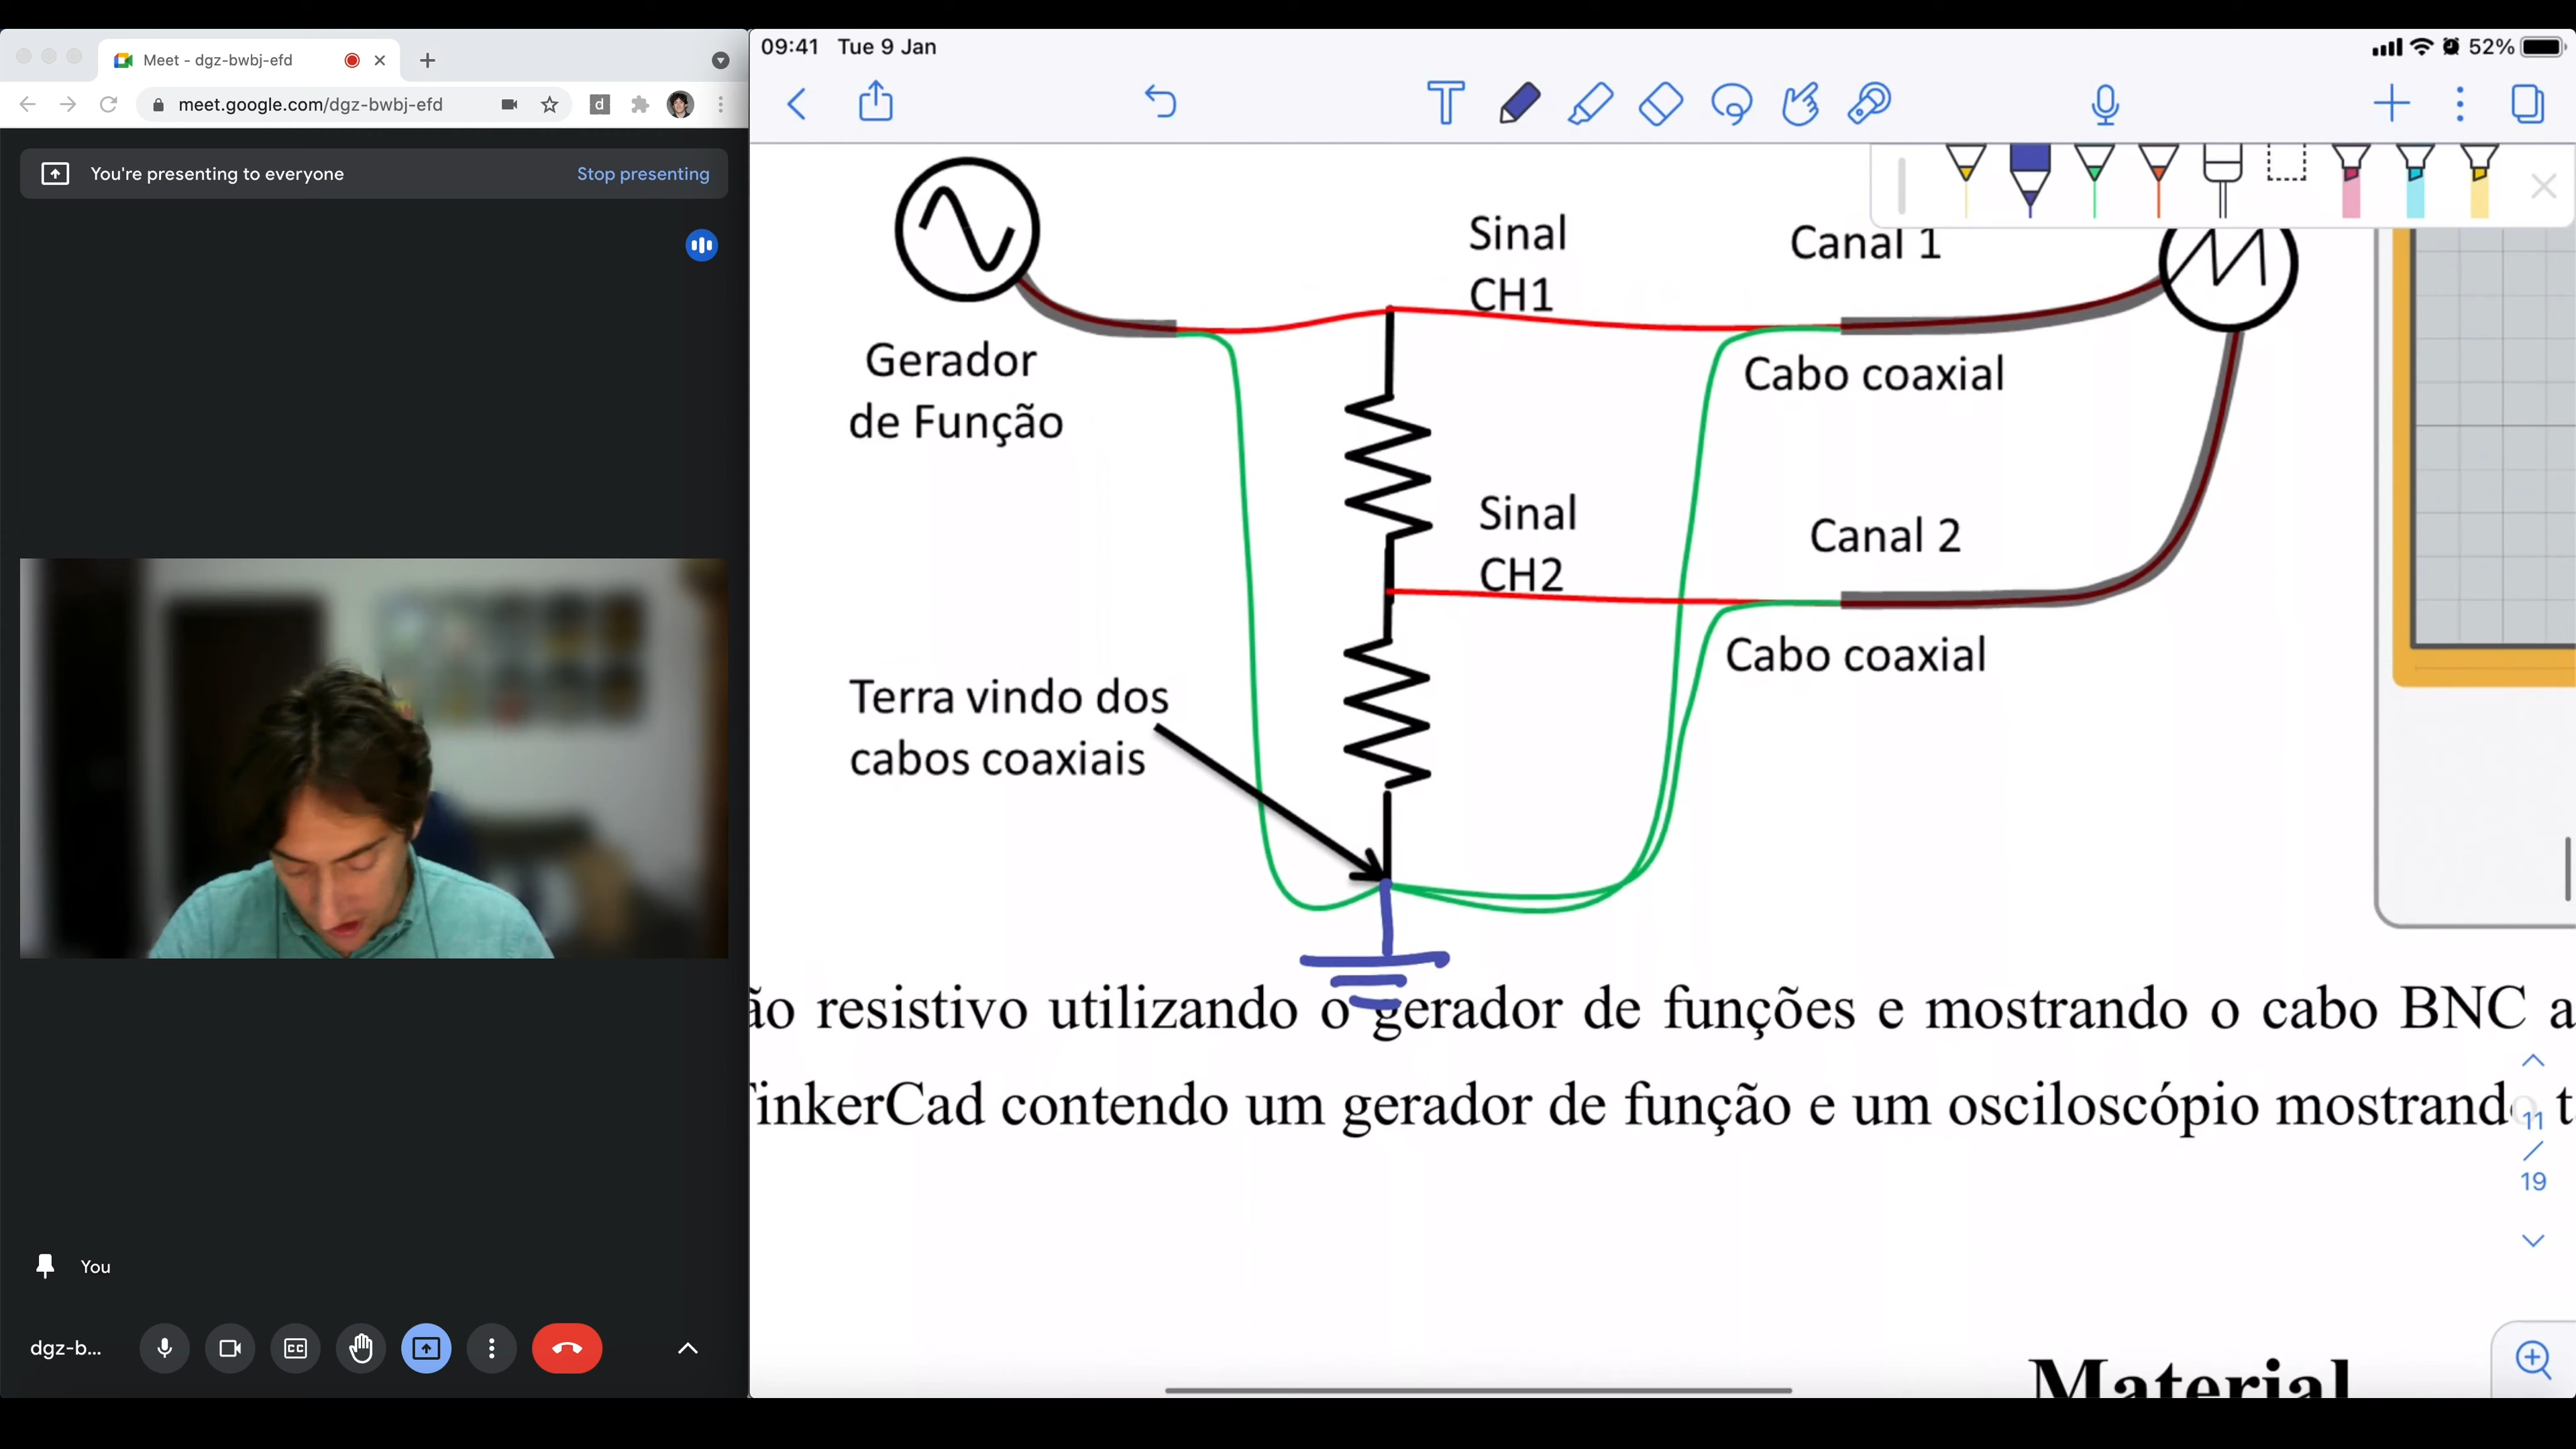 Meet - dgz-bwbj-efd
meet.google.com/dgz-bwbj-efd
You're presenting to everyone
Stop presenting
You
dgz-b...
CC
09:41 Tue 9 Jan
52%
Sinal
CH1
Canal 1
Gerador
de Função
Cabo coaxial
Sinal
CH2
Canal 2
Cabo coaxial
Terra vindo dos
cabos coaxiais
ão resistivo utilizando o gerador de funções e mostrando o cabo BNC a
TinkerCad contendo um gerador de função e um osciloscópio mostrando t
11
/
19
Material